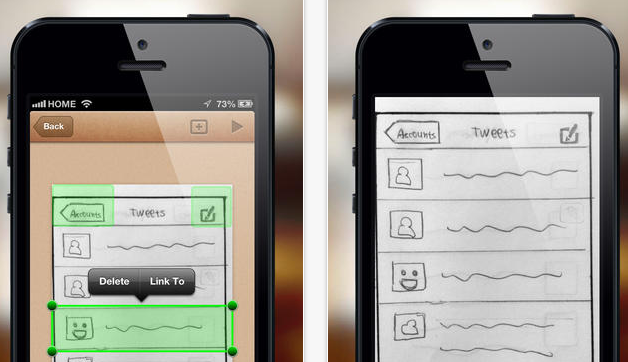 HOME 73%
Back
Accounts Tweets
Delete Link To
Accounts Tweets